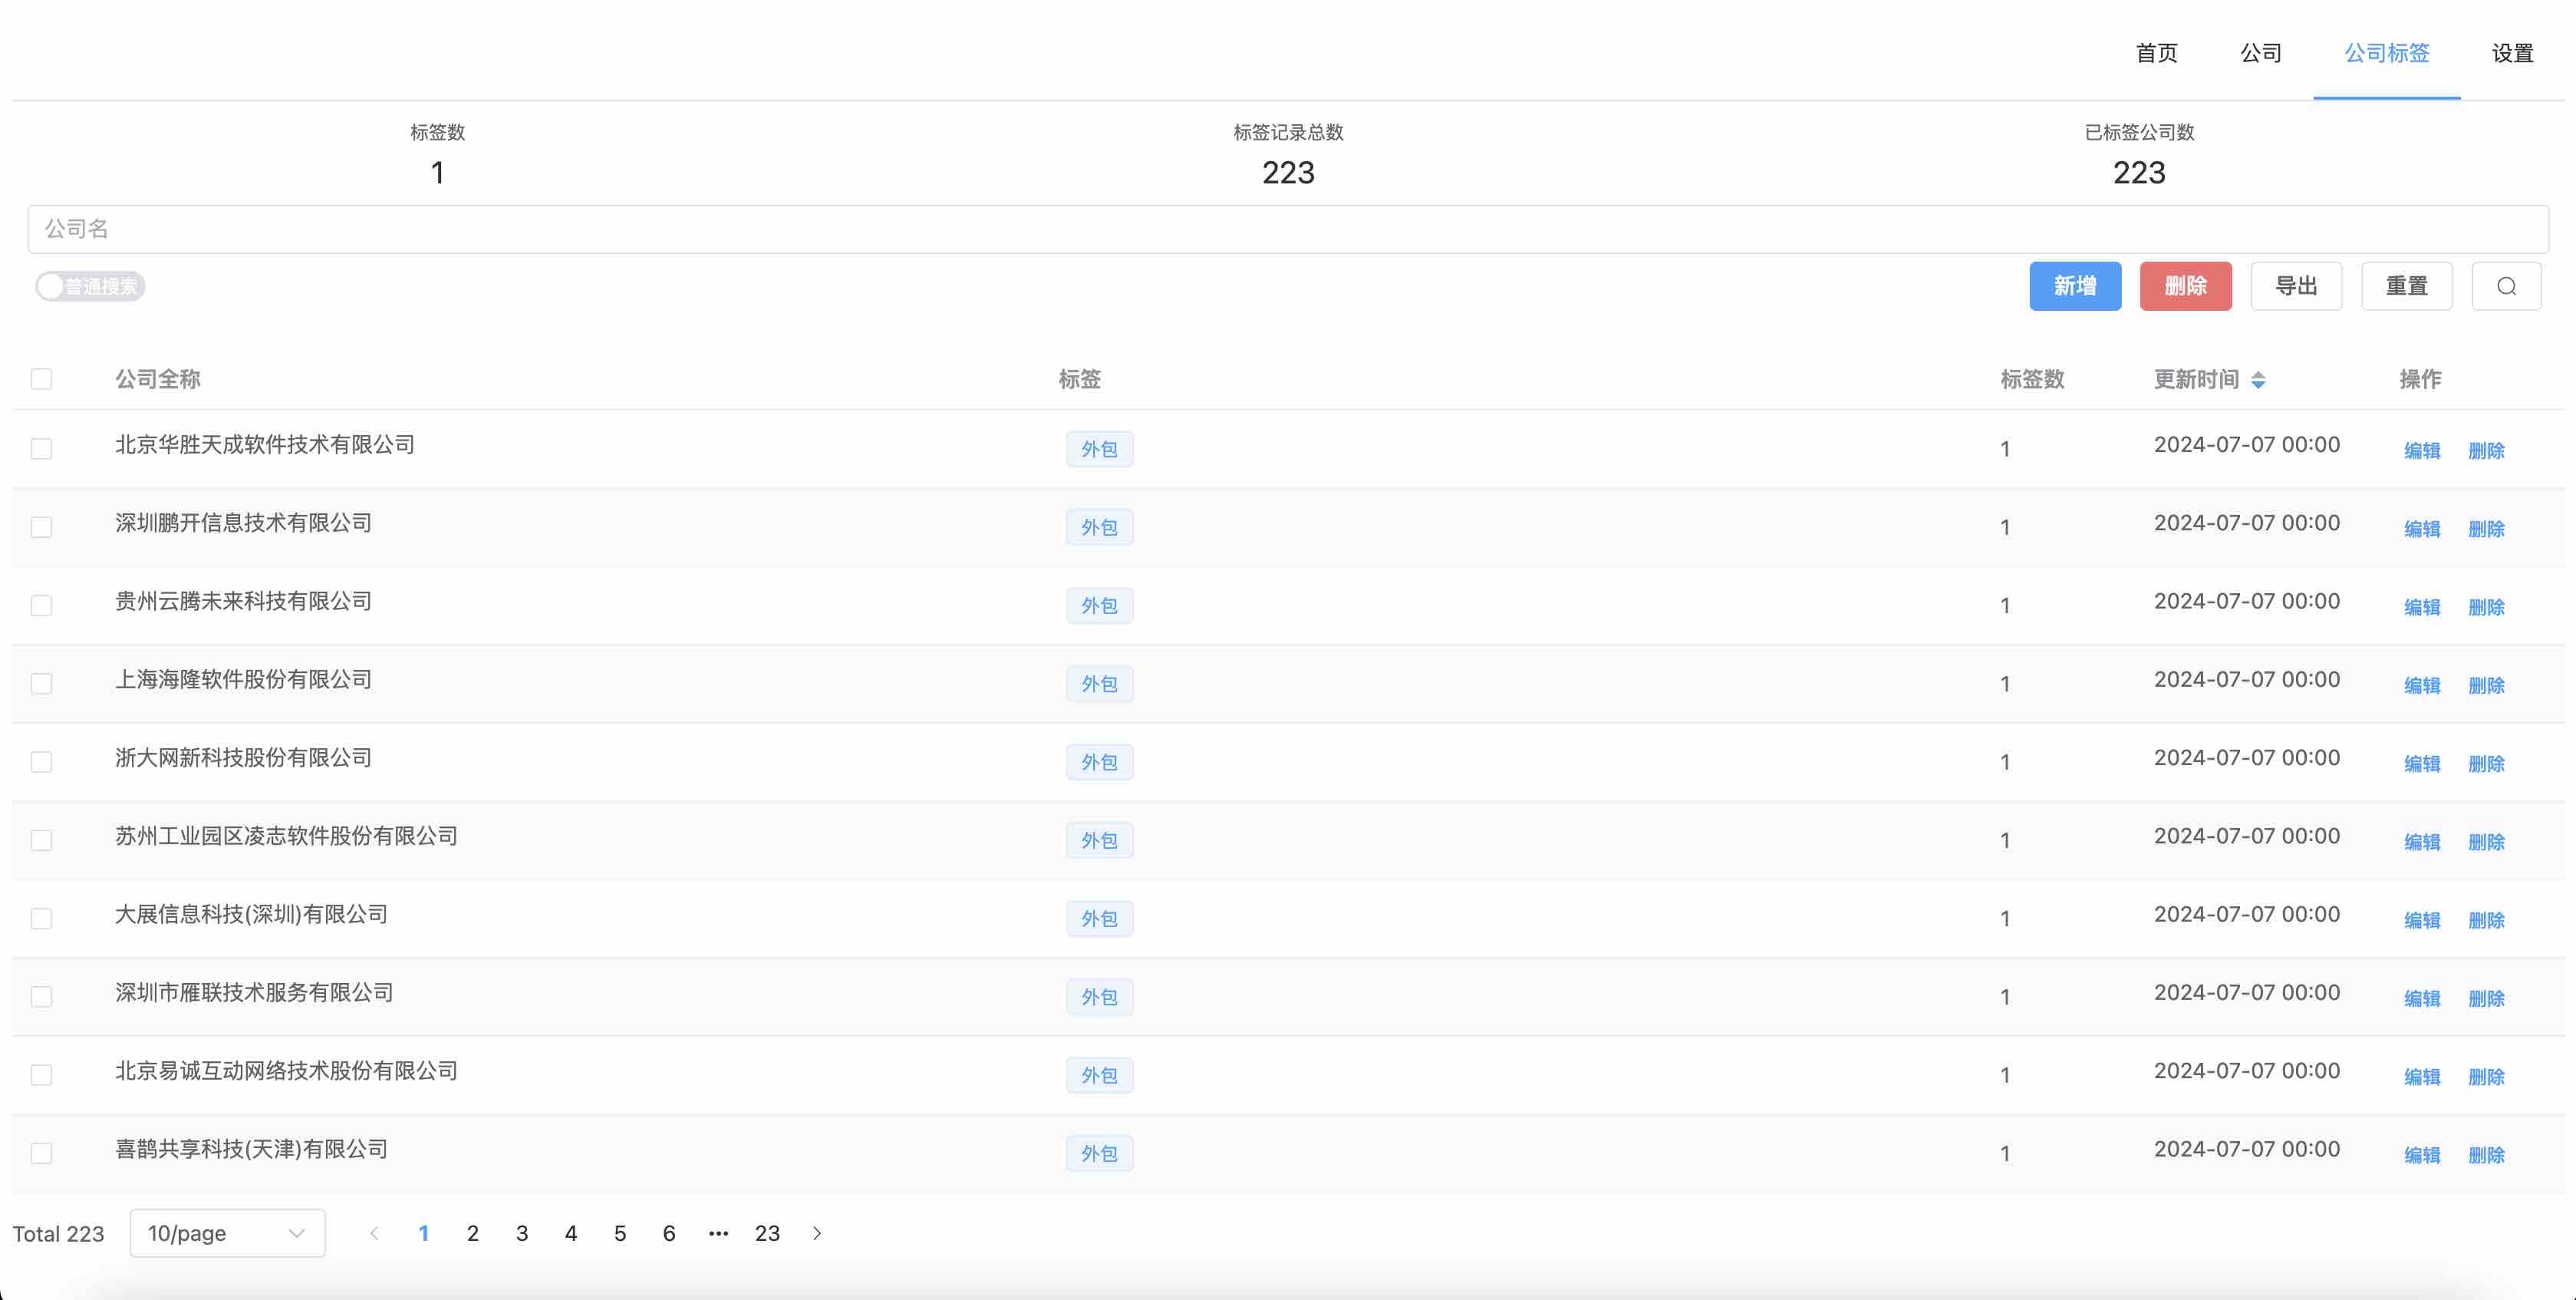 首页 公司 公司标签 设置
标签数 标签记录总数 已标签公司数
1 223 223
公司名
普通搜索 新增 删除 导出 重置
公司全称 标签 标签数 更新时间 操作
北京华胜天成软件技术有限公司 外包 1 2024-07-07 00:00 编辑 删除
深圳鹏开信息技术有限公司 外包 1 2024-07-07 00:00 编辑 删除
贵州云腾未来科技有限公司 外包 1 2024-07-07 00:00 编辑 删除
上海海隆软件股份有限公司 外包 1 2024-07-07 00:00 编辑 删除
浙大网新科技股份有限公司 外包 1 2024-07-07 00:00 编辑 删除
苏州工业园区凌志软件股份有限公司 外包 1 2024-07-07 00:00 编辑 删除
大展信息科技(深圳)有限公司 外包 1 2024-07-07 00:00 编辑 删除
深圳市雁联技术服务有限公司 外包 1 2024-07-07 00:00 编辑 删除
北京易诚互动网络技术股份有限公司 外包 1 2024-07-07 00:00 编辑 删除
喜鹊共享科技(天津)有限公司 外包 1 2024-07-07 00:00 编辑 删除
Total 223 10/page 1 2 3 4 5 6 ··· 23